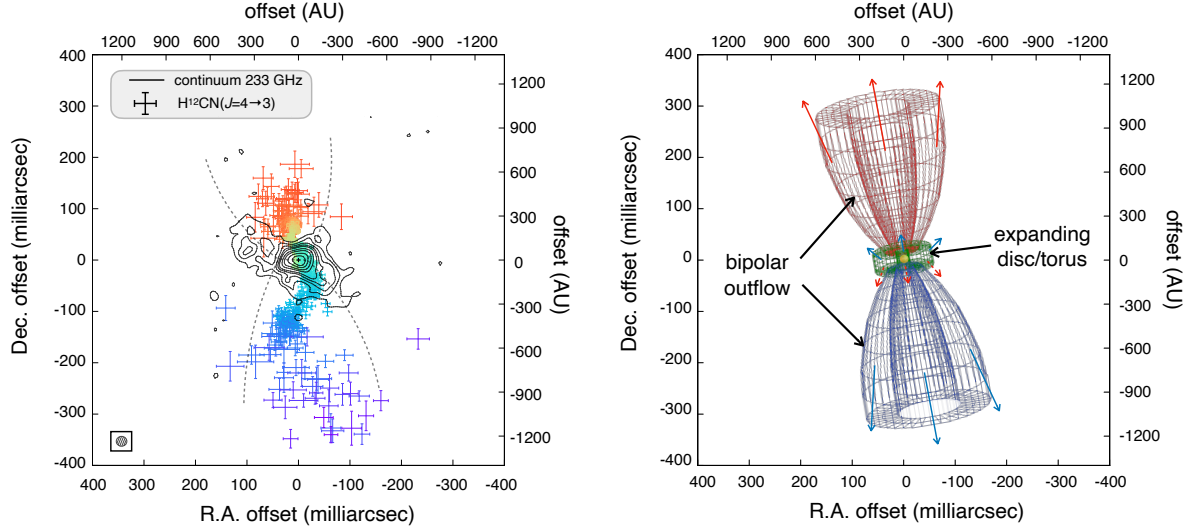 offset (AU)
1200 900 600 300 0 -300 -600 -900 -1200
400
300
200
100
0
-100
-200
-300
-400
Dec. offset (milliarcsec)
continuum 233 GHz
H¹²CN(J=4→3)
1200
900
600
300
0
-300
-600
-900
-1200
offset (AU)
400 300 200 100 0 -100 -200 -300 -400
R.A. offset (milliarcsec)
offset (AU)
1200 900 600 300 0 -300 -600 -900 -1200
400
300
200
100
0
-100
-200
-300
-400
Dec. offset (milliarcsec)
bipolar
outflow
expanding
disc/torus
1200
900
600
300
0
-300
-600
-900
-1200
offset (AU)
400 300 200 100 0 -100 -200 -300 -400
R.A. offset (milliarcsec)